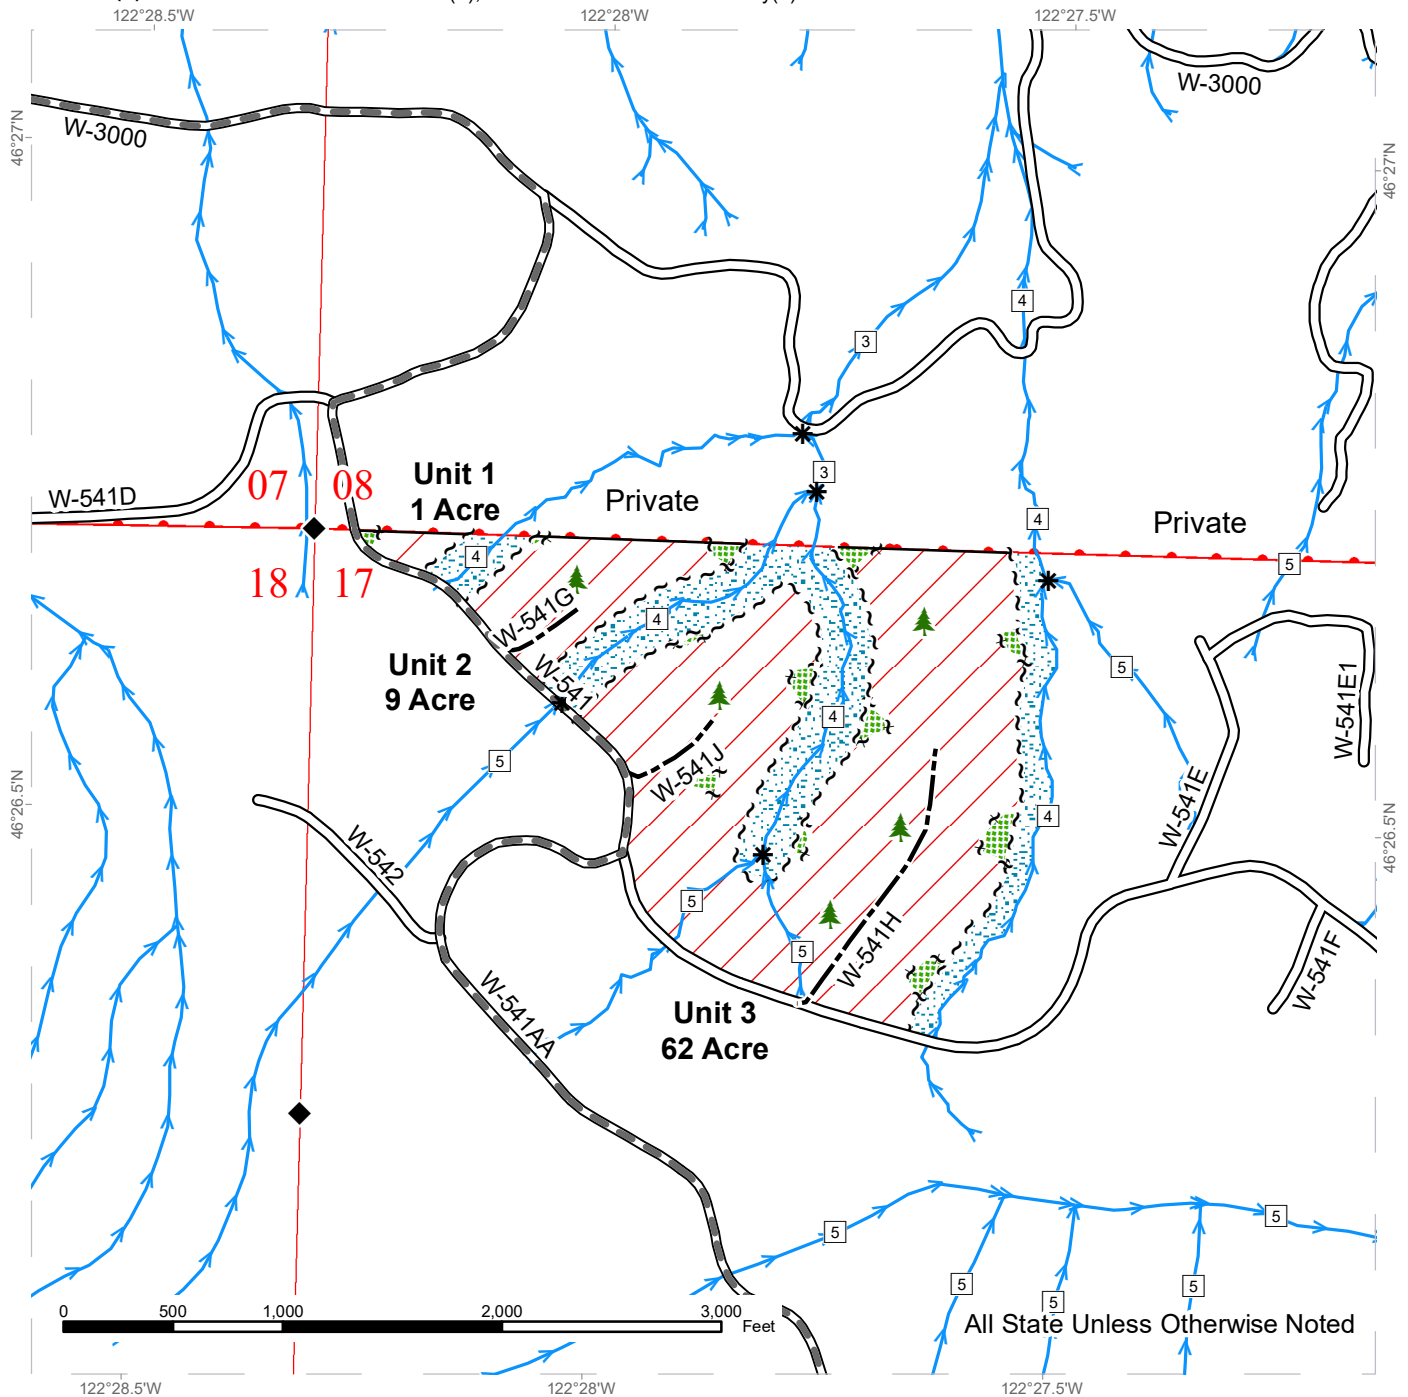 122°28.5'W
122°28'W
122°27.5'W
W-3000
W-3000
46°27'N
46°27'N
4
3
3
W-541D
07
08
Unit 1
1 Acre
Private
Private
4
4
5
18
17
W-541G
4
Unit 2
9 Acre
W-541
5
W-541E1
4
5
W-541J
W-541E
46°26.5'N
46°26.5'N
4
W-542
5
5
W-541H
W-541F
W-541AA
Unit 3
62 Acre
5
5
5
5
5
0
500
1,000
2,000
3,000
Feet
All State Unless Otherwise Noted
122°28.5'W
122°28'W
122°27.5'W